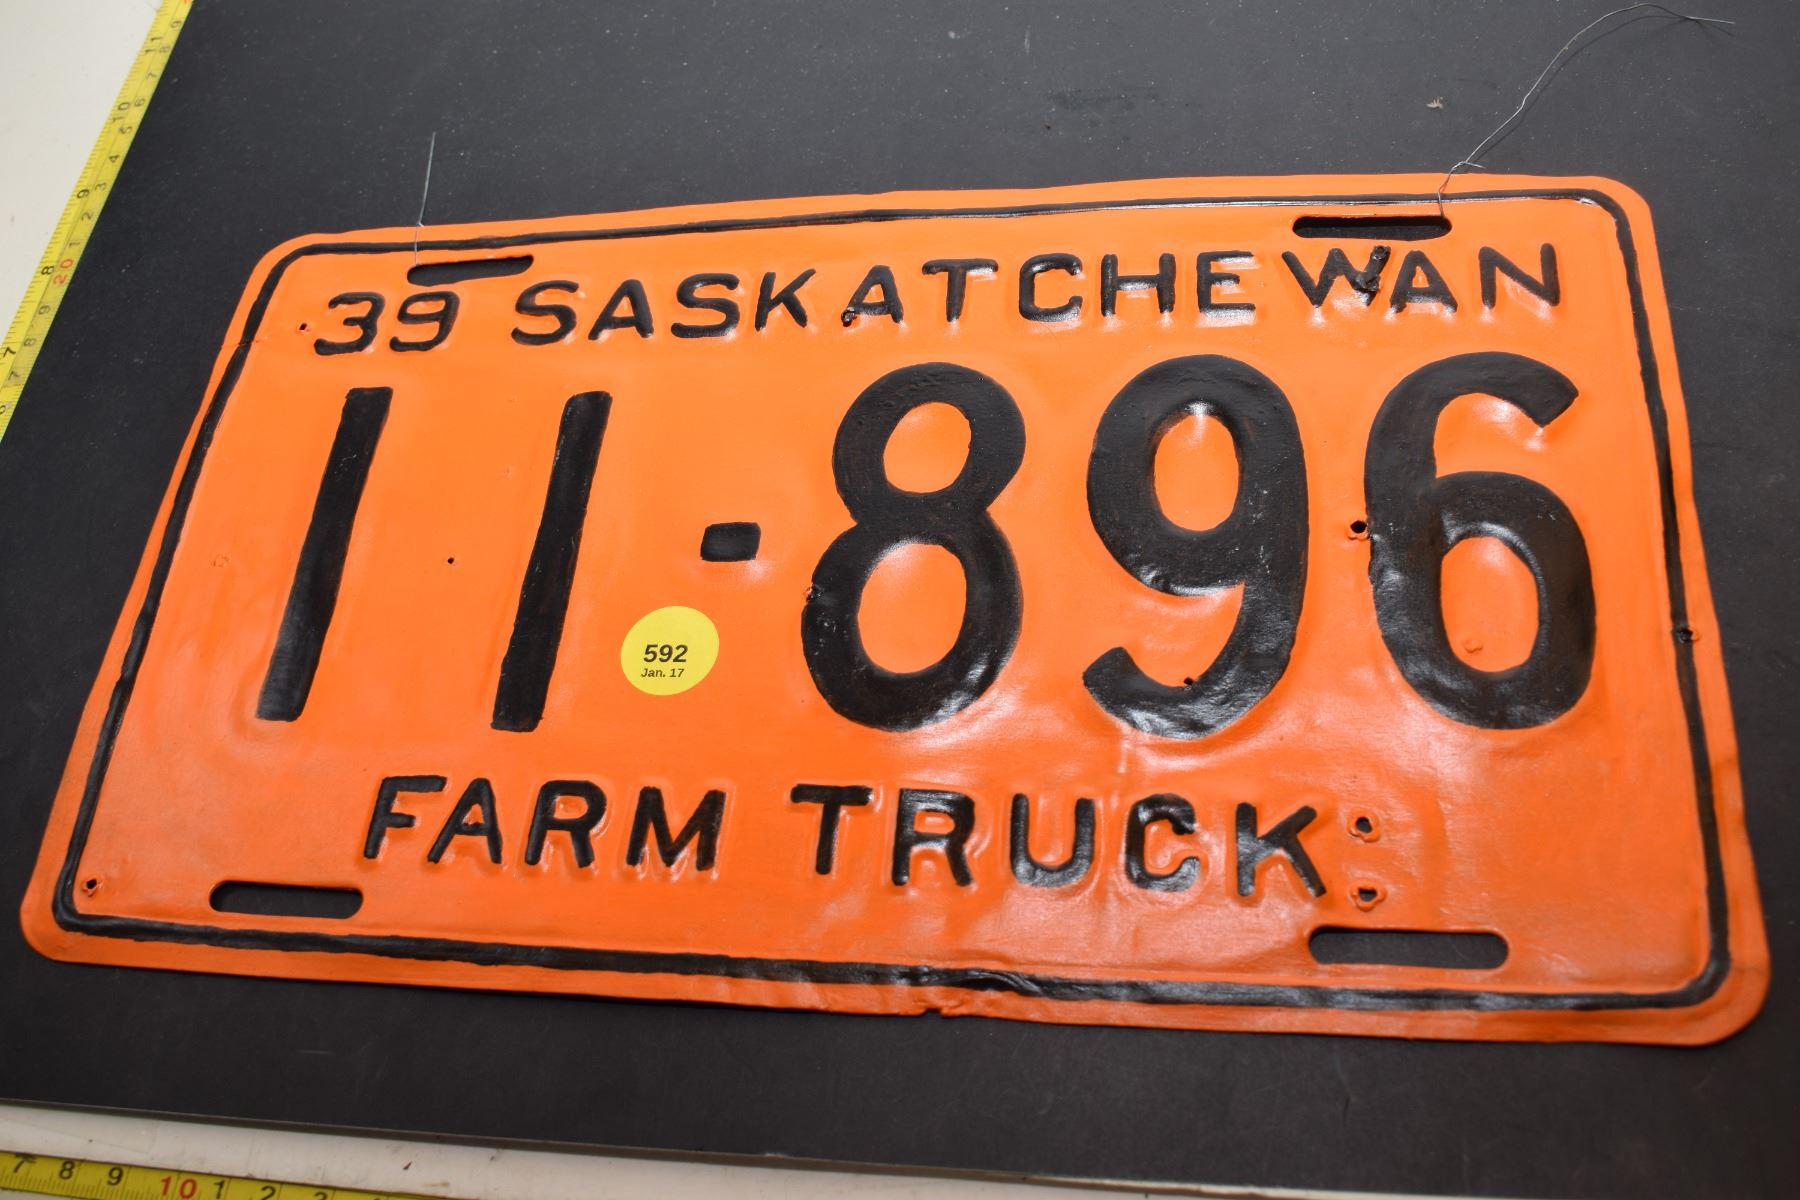 39 SASKATCHEWAN
11-896
592
Jan. 17
FARM TRUCK